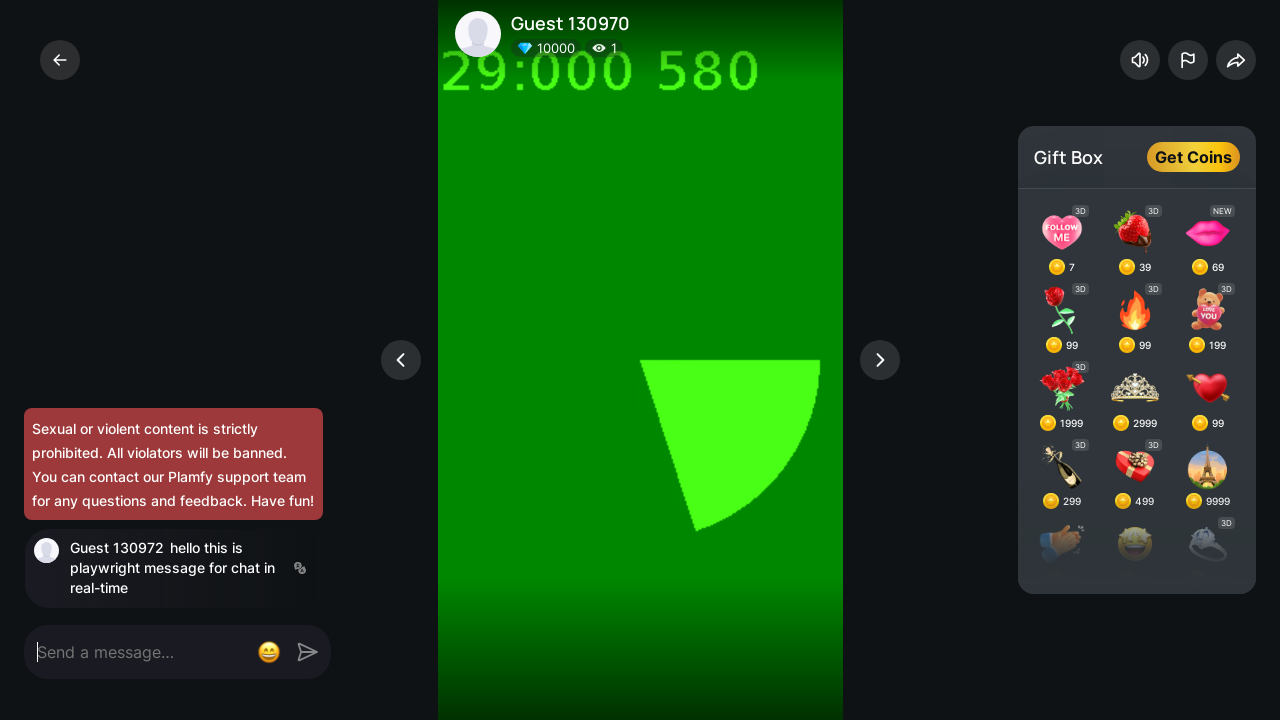 Guest 130970
10000 1
29:000 580
Gift Box
Get Coins
3D
FOLLOW
ME
7
3D
39
NEW
69
3D
99
3D
99
3D
LOVE
YOU
199
3D
1999
2999
99
3D
299
3D
499
9999
3D
Sexual or violent content is strictly
prohibited. All violators will be banned.
You can contact our Plamfy support team
for any questions and feedback. Have fun!
Guest 130972 hello this is
playwright message for chat in
real-time
Send a message...